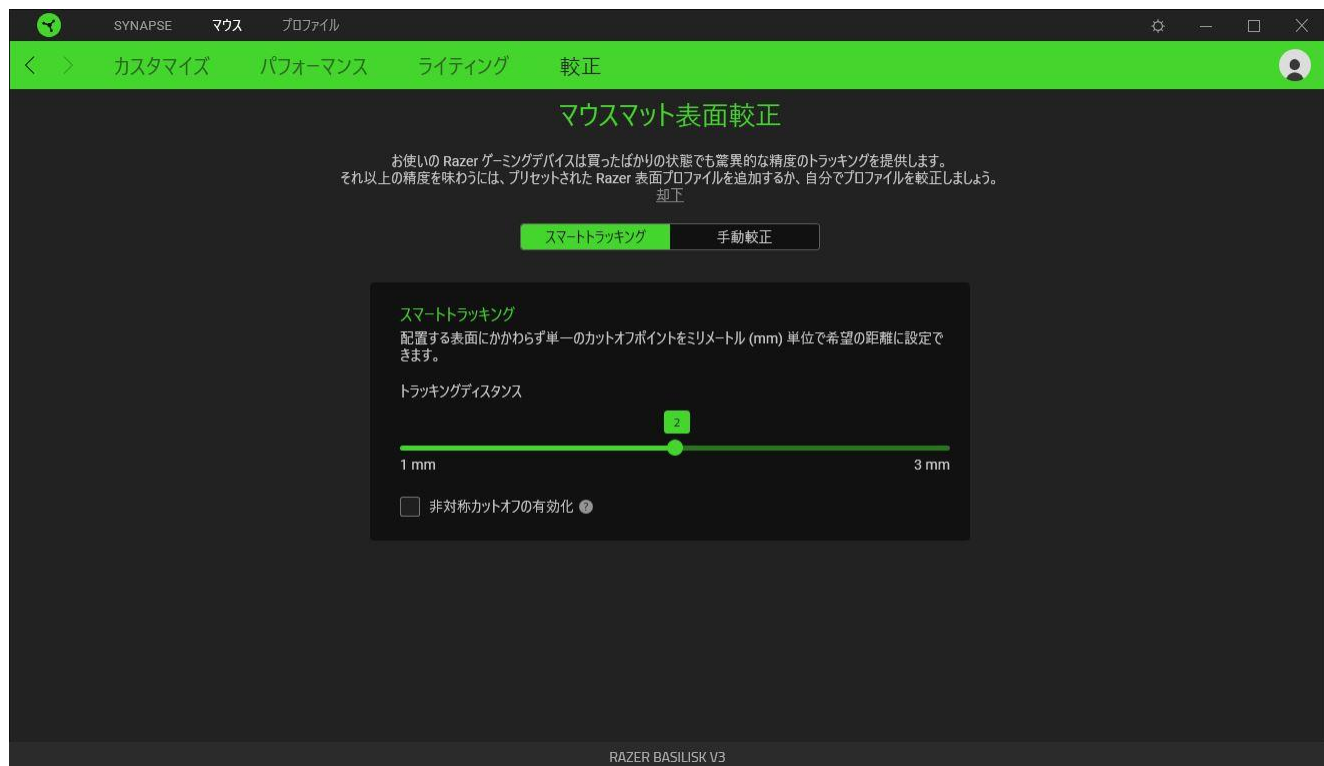 SYNAPSE マウス プロファイル
カスタマイズ パフォーマンス ライティング 較正
マウスマット表面較正
お使いの Razer ゲーミングデバイスは買ったばかりの状態でも驚異的な精度のトラッキングを提供します。
それ以上の精度を味わうには、プリセットされた Razer 表面プロファイルを追加するか、自分でプロファイルを較正しましょう。
却下
スマートトラッキング 手動較正
スマートトラッキング
配置する表面にかかわらず単一のカットオフポイントをミリメートル (mm) 単位で希望の距離に設定で
きます。
トラッキングディスタンス
2
1 mm 3 mm
非対称カットオフの有効化 ?
RAZER BASILISK V3